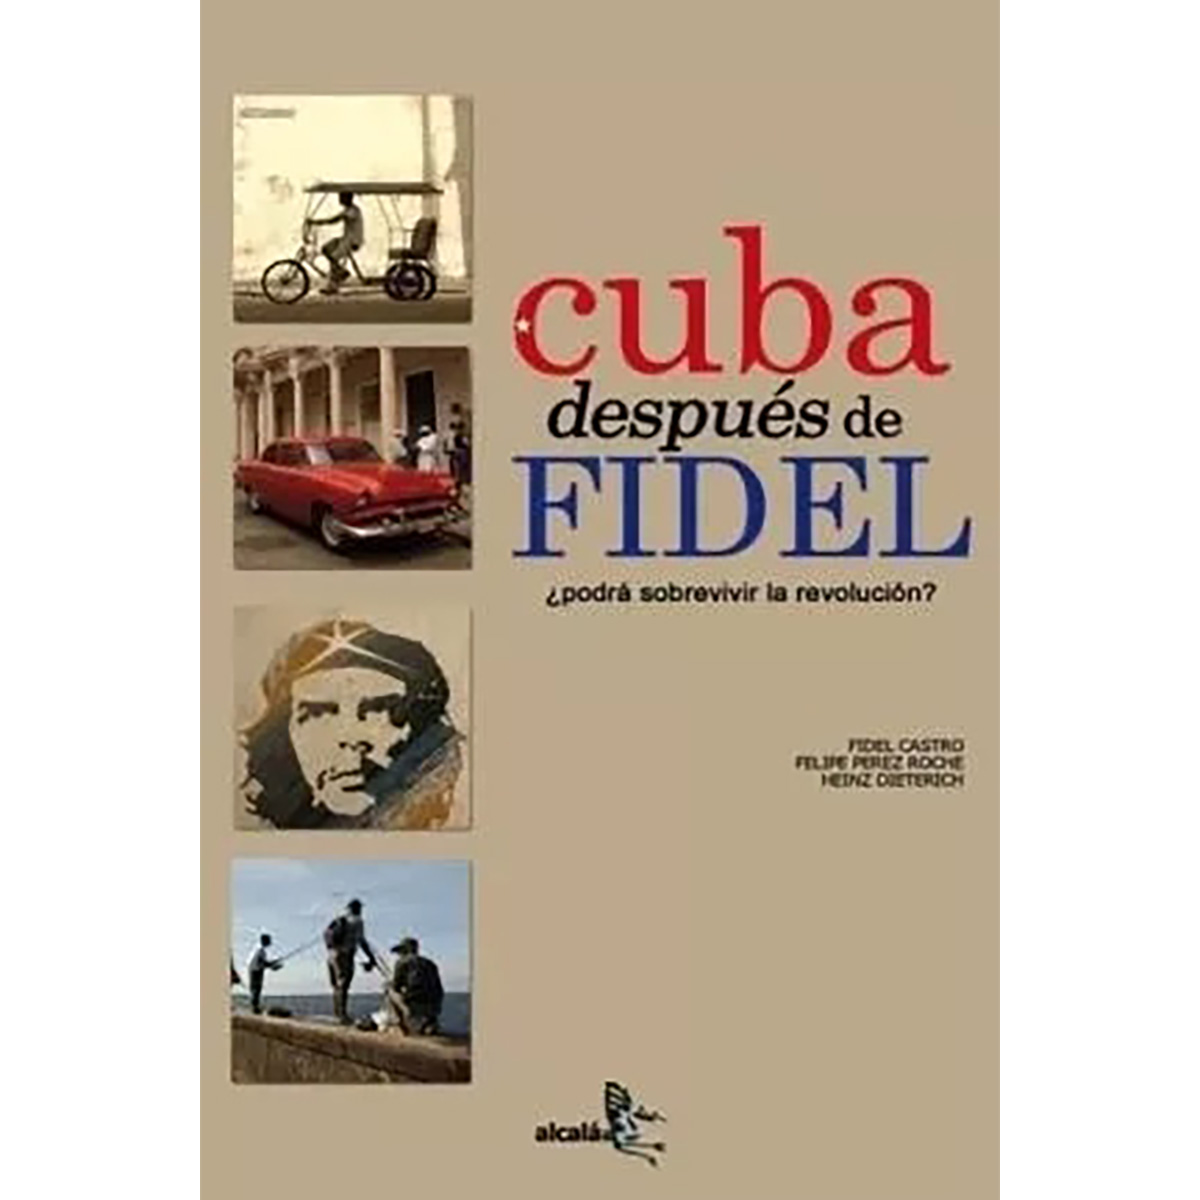 cuba
después de
FIDEL
¿podrá sobrevivir la revolución?
FIDEL CASTRO
FELIPE PEREZ ROCHE
HEINZ DIETERICH
alcalá